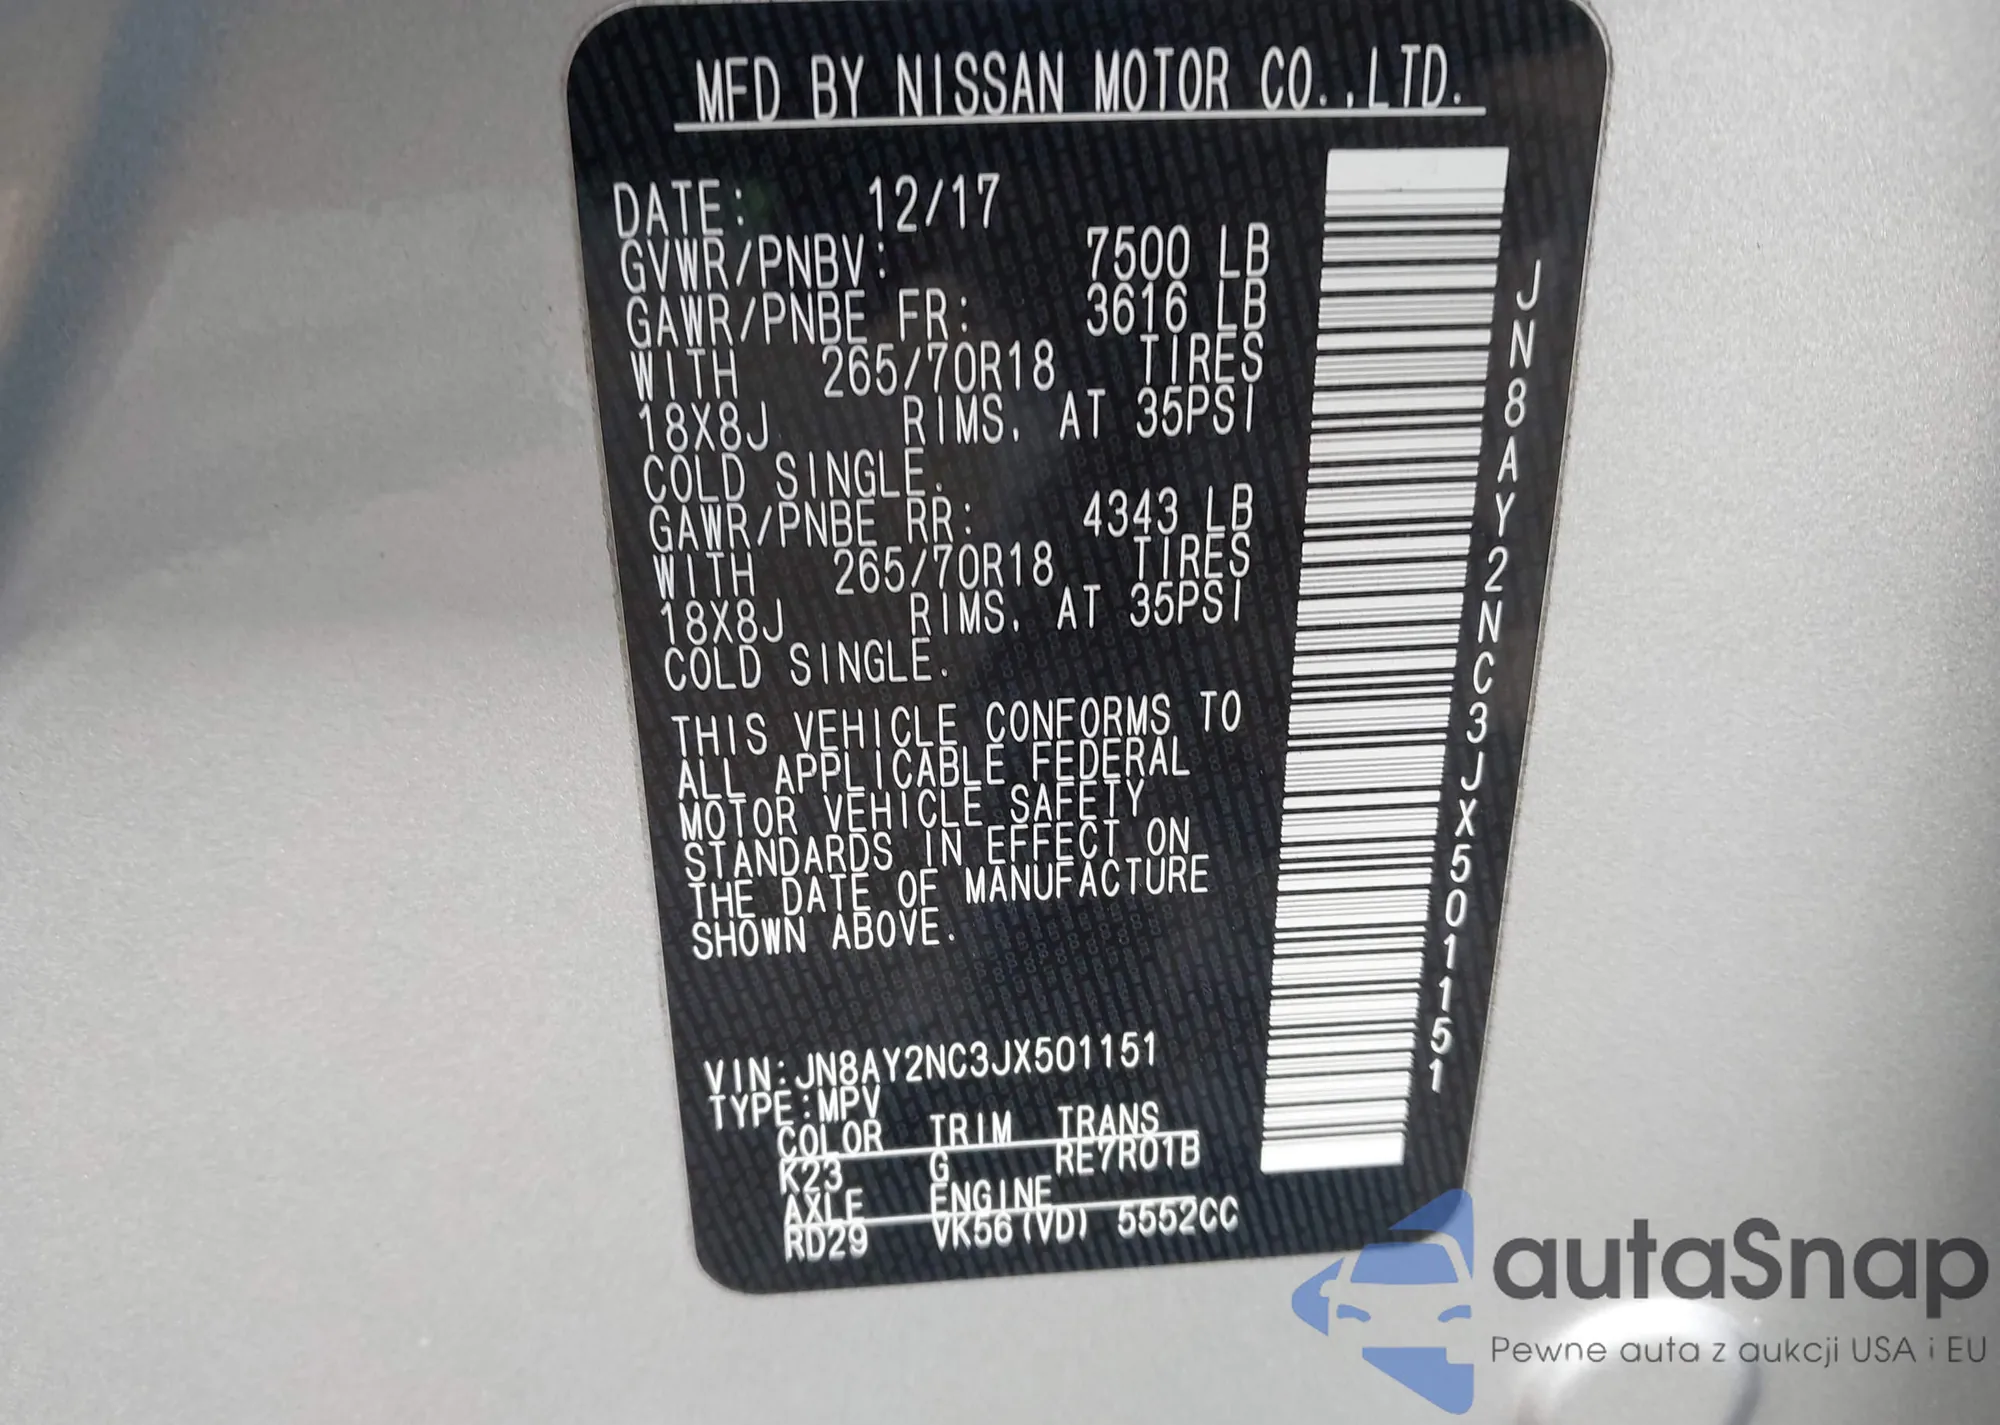 MFD BY NISSAN MOTOR CO.,LTD.
DATE: 12/17
GVWR/PNBV: 7500 LB
GAWR/PNBE FR: 3616 LB
WITH 265/70R18 TIRES
18X8J RIMS, AT 35PSI
COLD SINGLE.
GAWR/PNBE RR: 4343 LB
WITH 265/70R18 TIRES
18X8J RIMS, AT 35PSI
COLD SINGLE.
THIS VEHICLE CONFORMS TO
ALL APPLICABLE FEDERAL
MOTOR VEHICLE SAFETY
STANDARDS IN EFFECT ON
THE DATE OF MANUFACTURE
SHOWN ABOVE.
VIN:JN8AY2NC3JX501151
TYPE:MPV
COLOR TRIM TRANS
K23 G RE7R01B
AXLE ENGINE
RD29 VK56(VD) 5552CC
JN8AY2NC3JX501151
autaSnap
Pewne auta z aukcji USA i EU